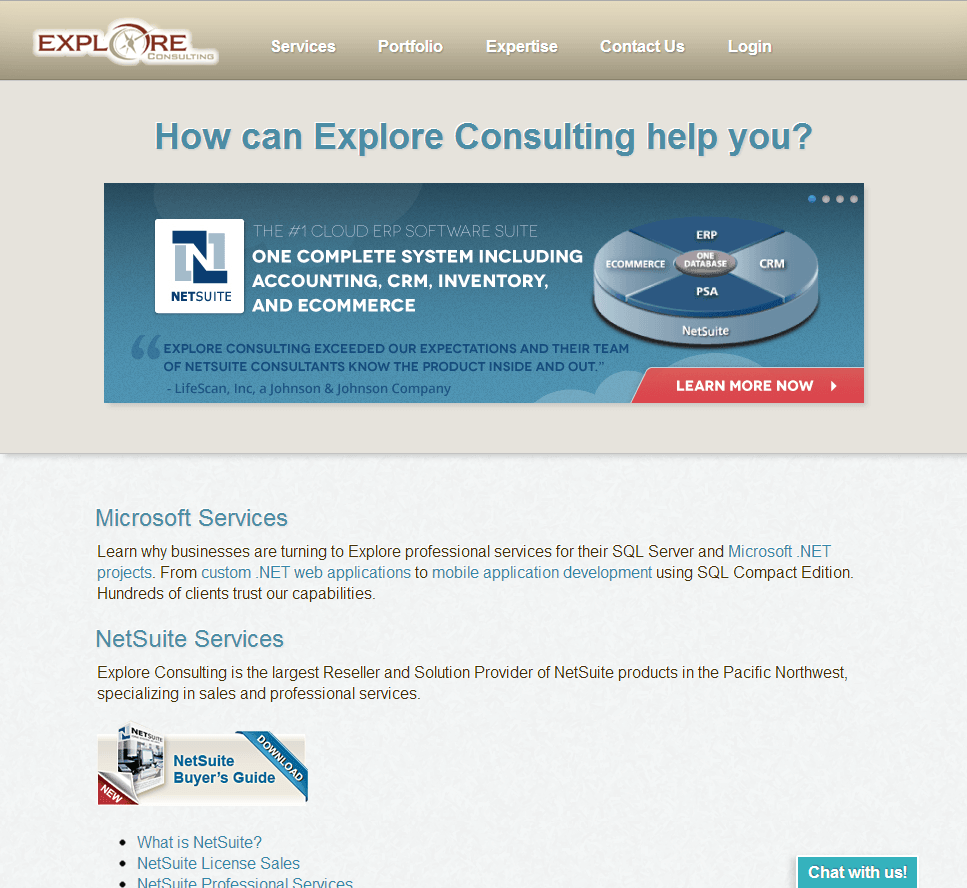 EXPLORE
CONSULTING
Services Portfolio Expertise Contact Us Login
How can Explore Consulting help you?
NETSUITE
THE #1 CLOUD ERP SOFTWARE SUITE
ONE COMPLETE SYSTEM INCLUDING
ACCOUNTING, CRM, INVENTORY,
AND ECOMMERCE
ERP
ECOMMERCE
ONE
DATABASE
CRM
PSA
NetSuite
“EXPLORE CONSULTING EXCEEDED OUR EXPECTATIONS AND THEIR TEAM
OF NETSUITE CONSULTANTS KNOW THE PRODUCT INSIDE AND OUT.”
- LifeScan, Inc, a Johnson & Johnson Company
LEARN MORE NOW
Microsoft Services
Learn why businesses are turning to Explore professional services for their SQL Server and Microsoft .NET
projects. From custom .NET web applications to mobile application development using SQL Compact Edition.
Hundreds of clients trust our capabilities.
NetSuite Services
Explore Consulting is the largest Reseller and Solution Provider of NetSuite products in the Pacific Northwest,
specializing in sales and professional services.
NETSUITE
NEW
NetSuite
Buyer's Guide
DOWNLOAD
What is NetSuite?
NetSuite License Sales
NetSuite Professional Services
Chat with us!